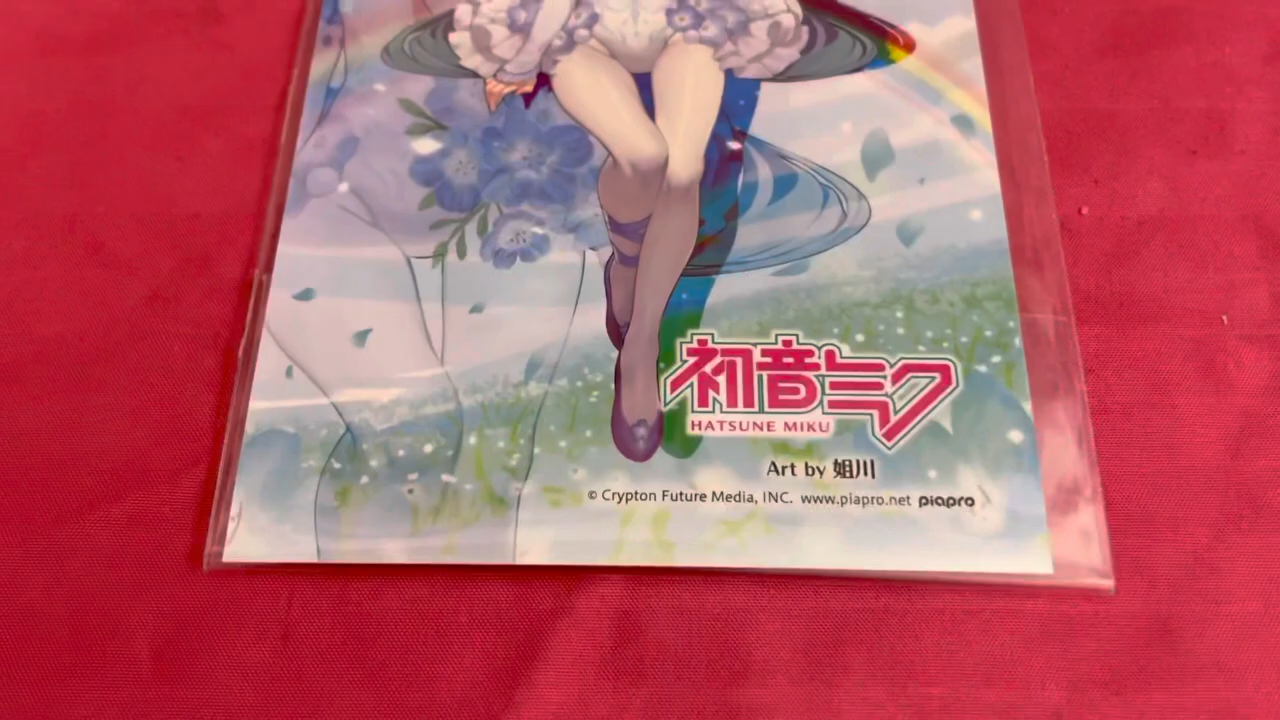 初音ミク
HATSUNE MIKU
Art by 姐川
© Crypton Future Media, INC. www.piapro.net piapro